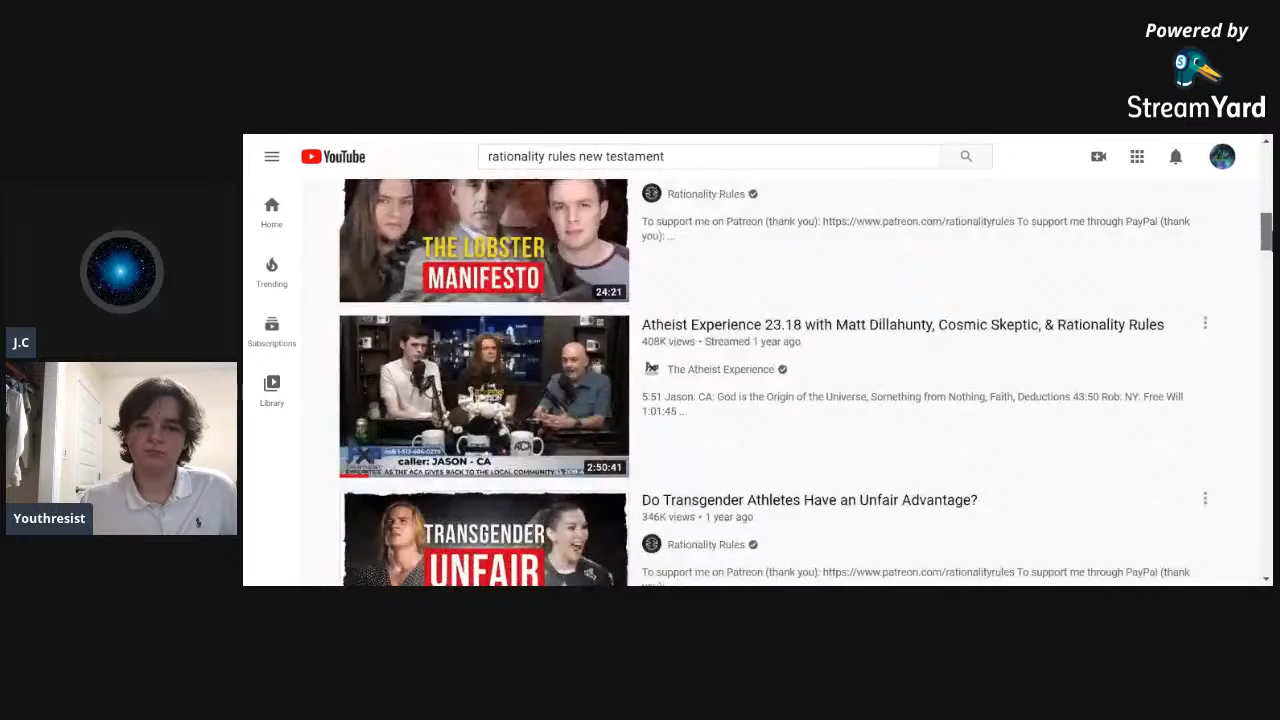 Powered by
StreamYard
YouTube
rationality rules new testament
Home
Trending
Subscriptions
Library
THE LOBSTER
MANIFESTO
24:21
Rationality Rules
To support me on Patreon (thank you): https://www.patreon.com/rationalityrules To support me through PayPal (thank
you): ...
caller: JASON - CA
2:50:41
Atheist Experience 23.18 with Matt Dillahunty, Cosmic Skeptic, & Rationality Rules
408K views • Streamed 1 year ago
The Atheist Experience
5:51 Jason: CA: God is the Origin of the Universe, Something from Nothing, Faith, Deductions 43:50 Rob: NY: Free Will
1:01:45 ...
TRANSGENDER
UNFAIR
Do Transgender Athletes Have an Unfair Advantage?
346K views • 1 year ago
Rationality Rules
To support me on Patreon (thank you): https://www.patreon.com/rationalityrules To support me through PayPal (thank
J.C
Youthresist